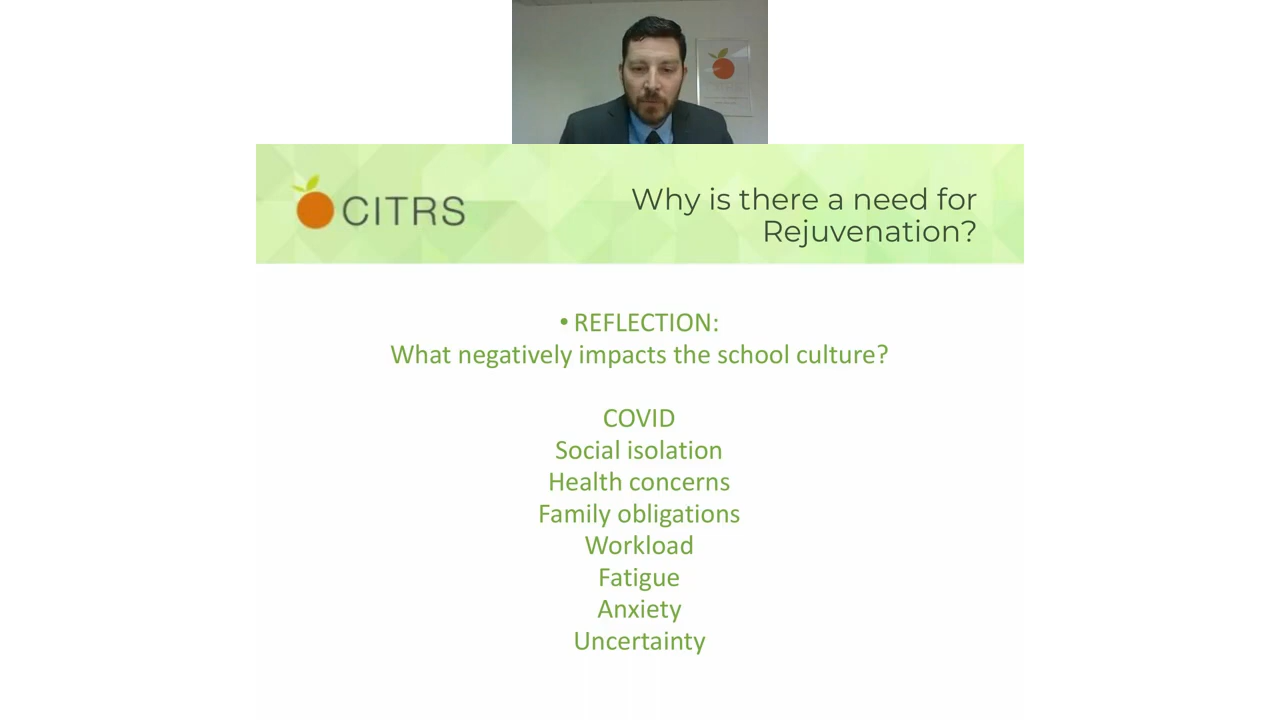 CITRS
Why is there a need for
Rejuvenation?
• REFLECTION:
What negatively impacts the school culture?
COVID
Social isolation
Health concerns
Family obligations
Workload
Fatigue
Anxiety
Uncertainty